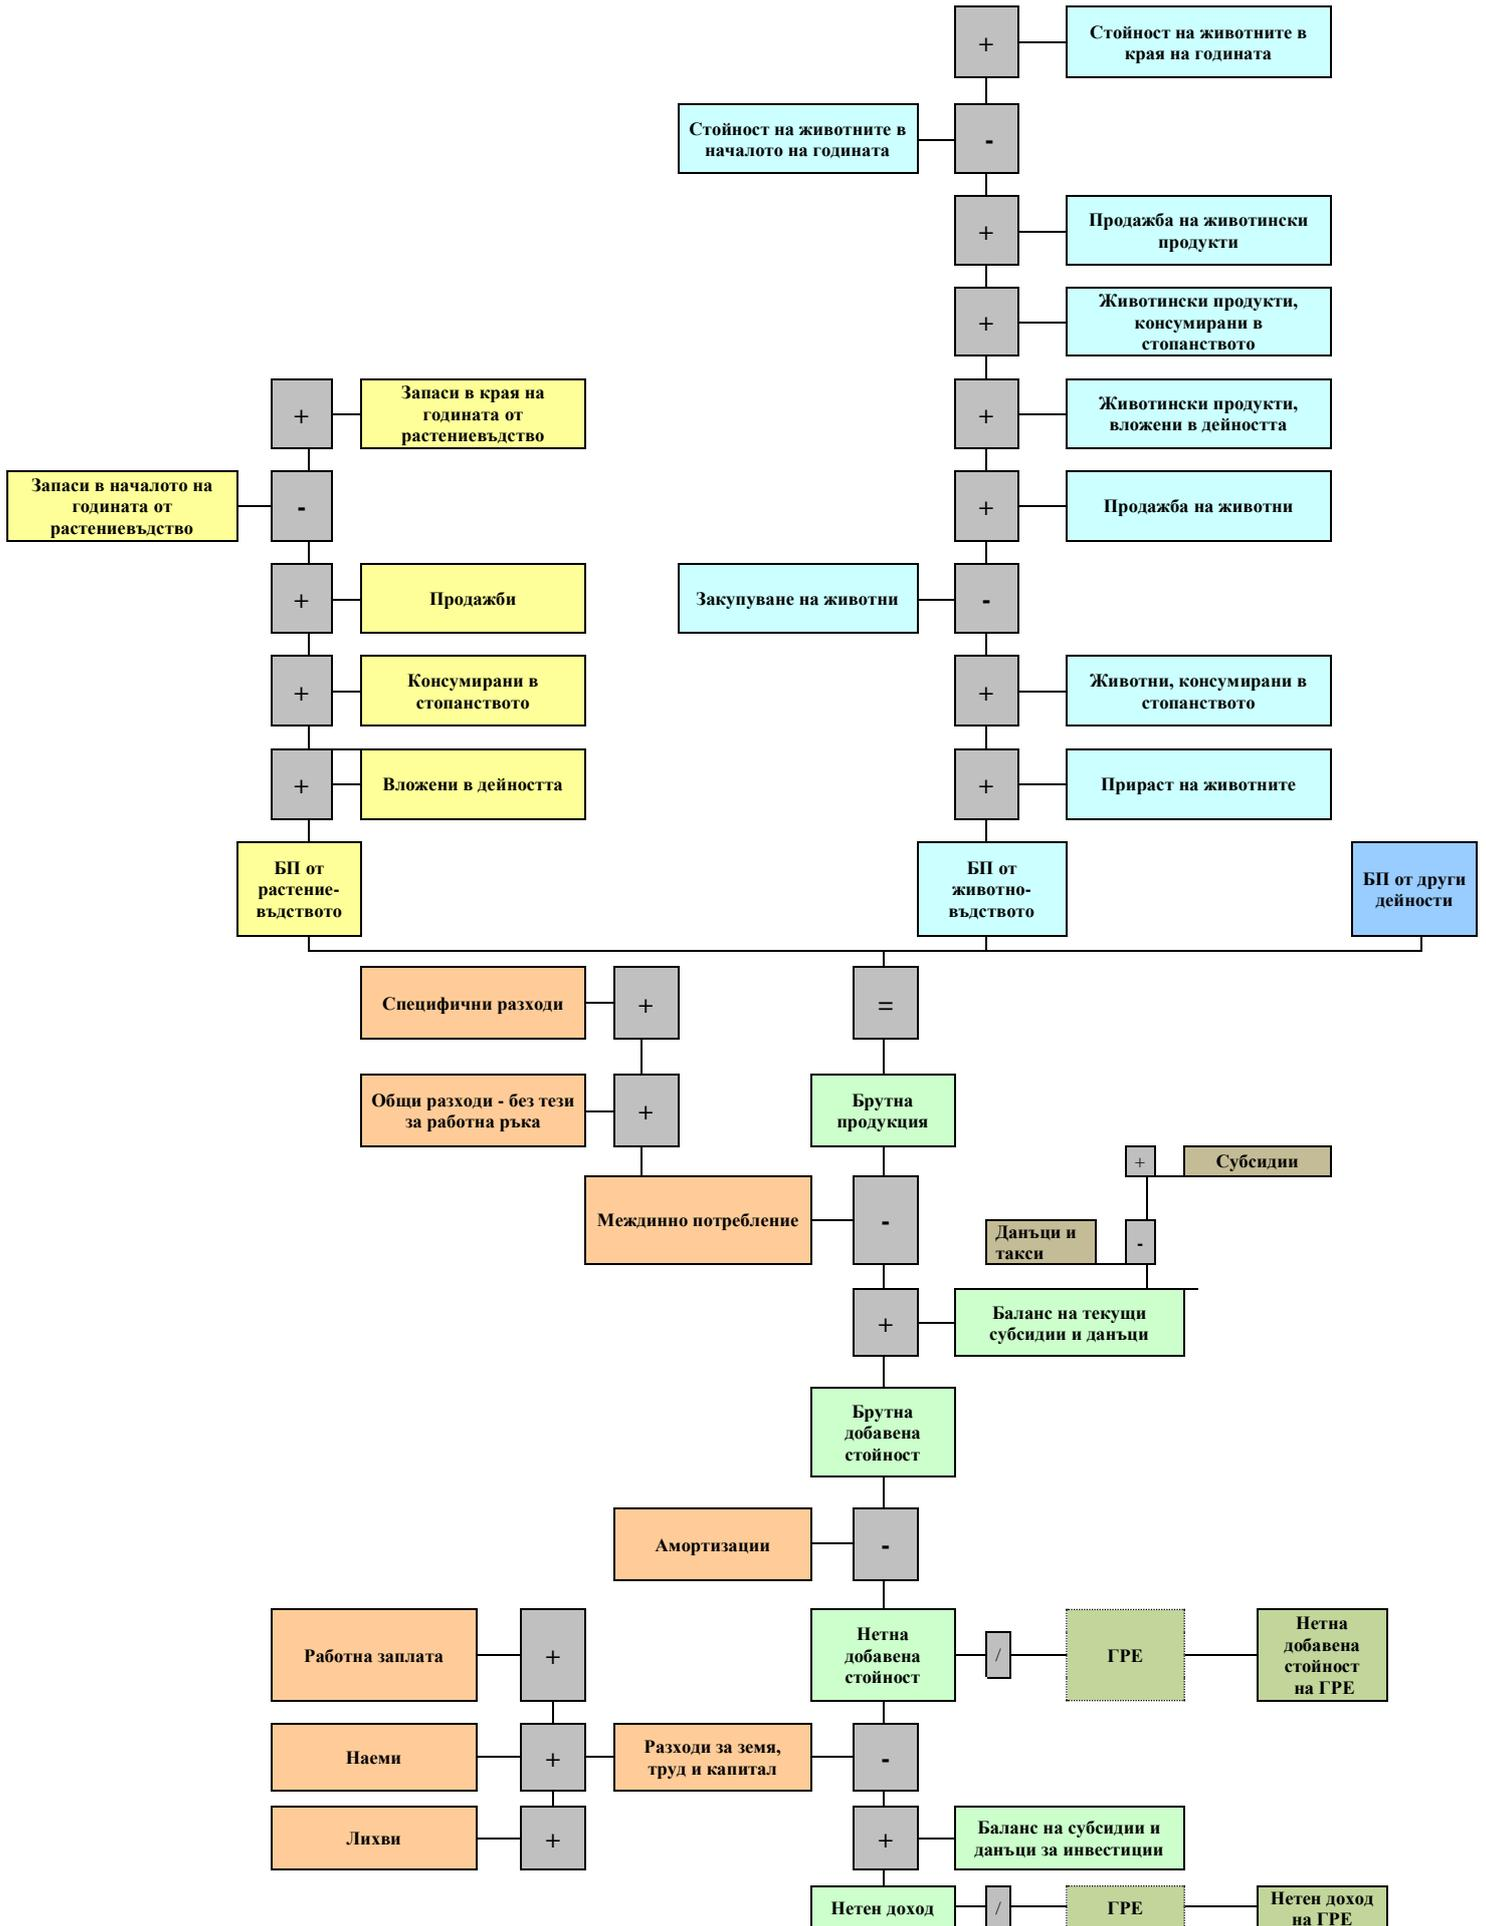 +
Стойност на животните в
края на годината
Стойност на животните в
началото на годината
-
+
Продажба на животински
продукти
+
Животински продукти,
консумирани в
стопанството
+
Запаси в края на
годината от
растениевъдство
+
Животински продукти,
вложени в дейността
Запаси в началото на
годината от
растениевъдство
-
+
Продажба на животни
+
Продажби
Закупуване на животни
-
+
Консумирани в
стопанството
+
Животни, консумирани в
стопанството
+
Вложени в дейността
+
Прираст на животните
БП от
растение-
въдството
БП от
животно-
въдството
БП от други
дейности
Специфични разходи
+
=
Общи разходи - без тези
за работна ръка
+
Брутна
продукция
+
Субсидии
Междинно потребление
-
Данъци и
такси
-
+
Баланс на текущи
субсидии и данъци
Брутна
добавена
стойност
Амортизации
-
Работна заплата
+
Нетна
добавена
стойност
/
ГРЕ
Нетна
добавена
стойност
на ГРЕ
Наеми
+
Разходи за земя,
труд и капитал
-
Лихви
+
+
Баланс на субсидии и
данъци за инвестиции
Нетен доход
/
ГРЕ
Нетен доход
на ГРЕ